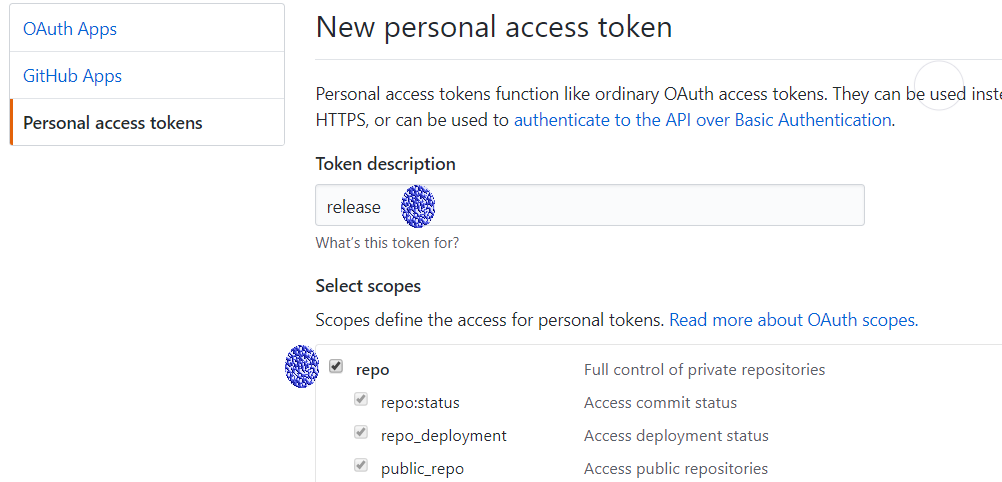 OAuth Apps
GitHub Apps
Personal access tokens
New personal access token
Personal access tokens function like ordinary OAuth access tokens. They can be used
HTTPS, or can be used to authenticate to the API over Basic Authentication.
Token description
release
What's this token for?
Select scopes
Scopes define the access for personal tokens. Read more about OAuth scopes.
repo Full control of private repositories
repo:status Access commit status
repo_deployment Access deployment status
public_repo Access public repositories